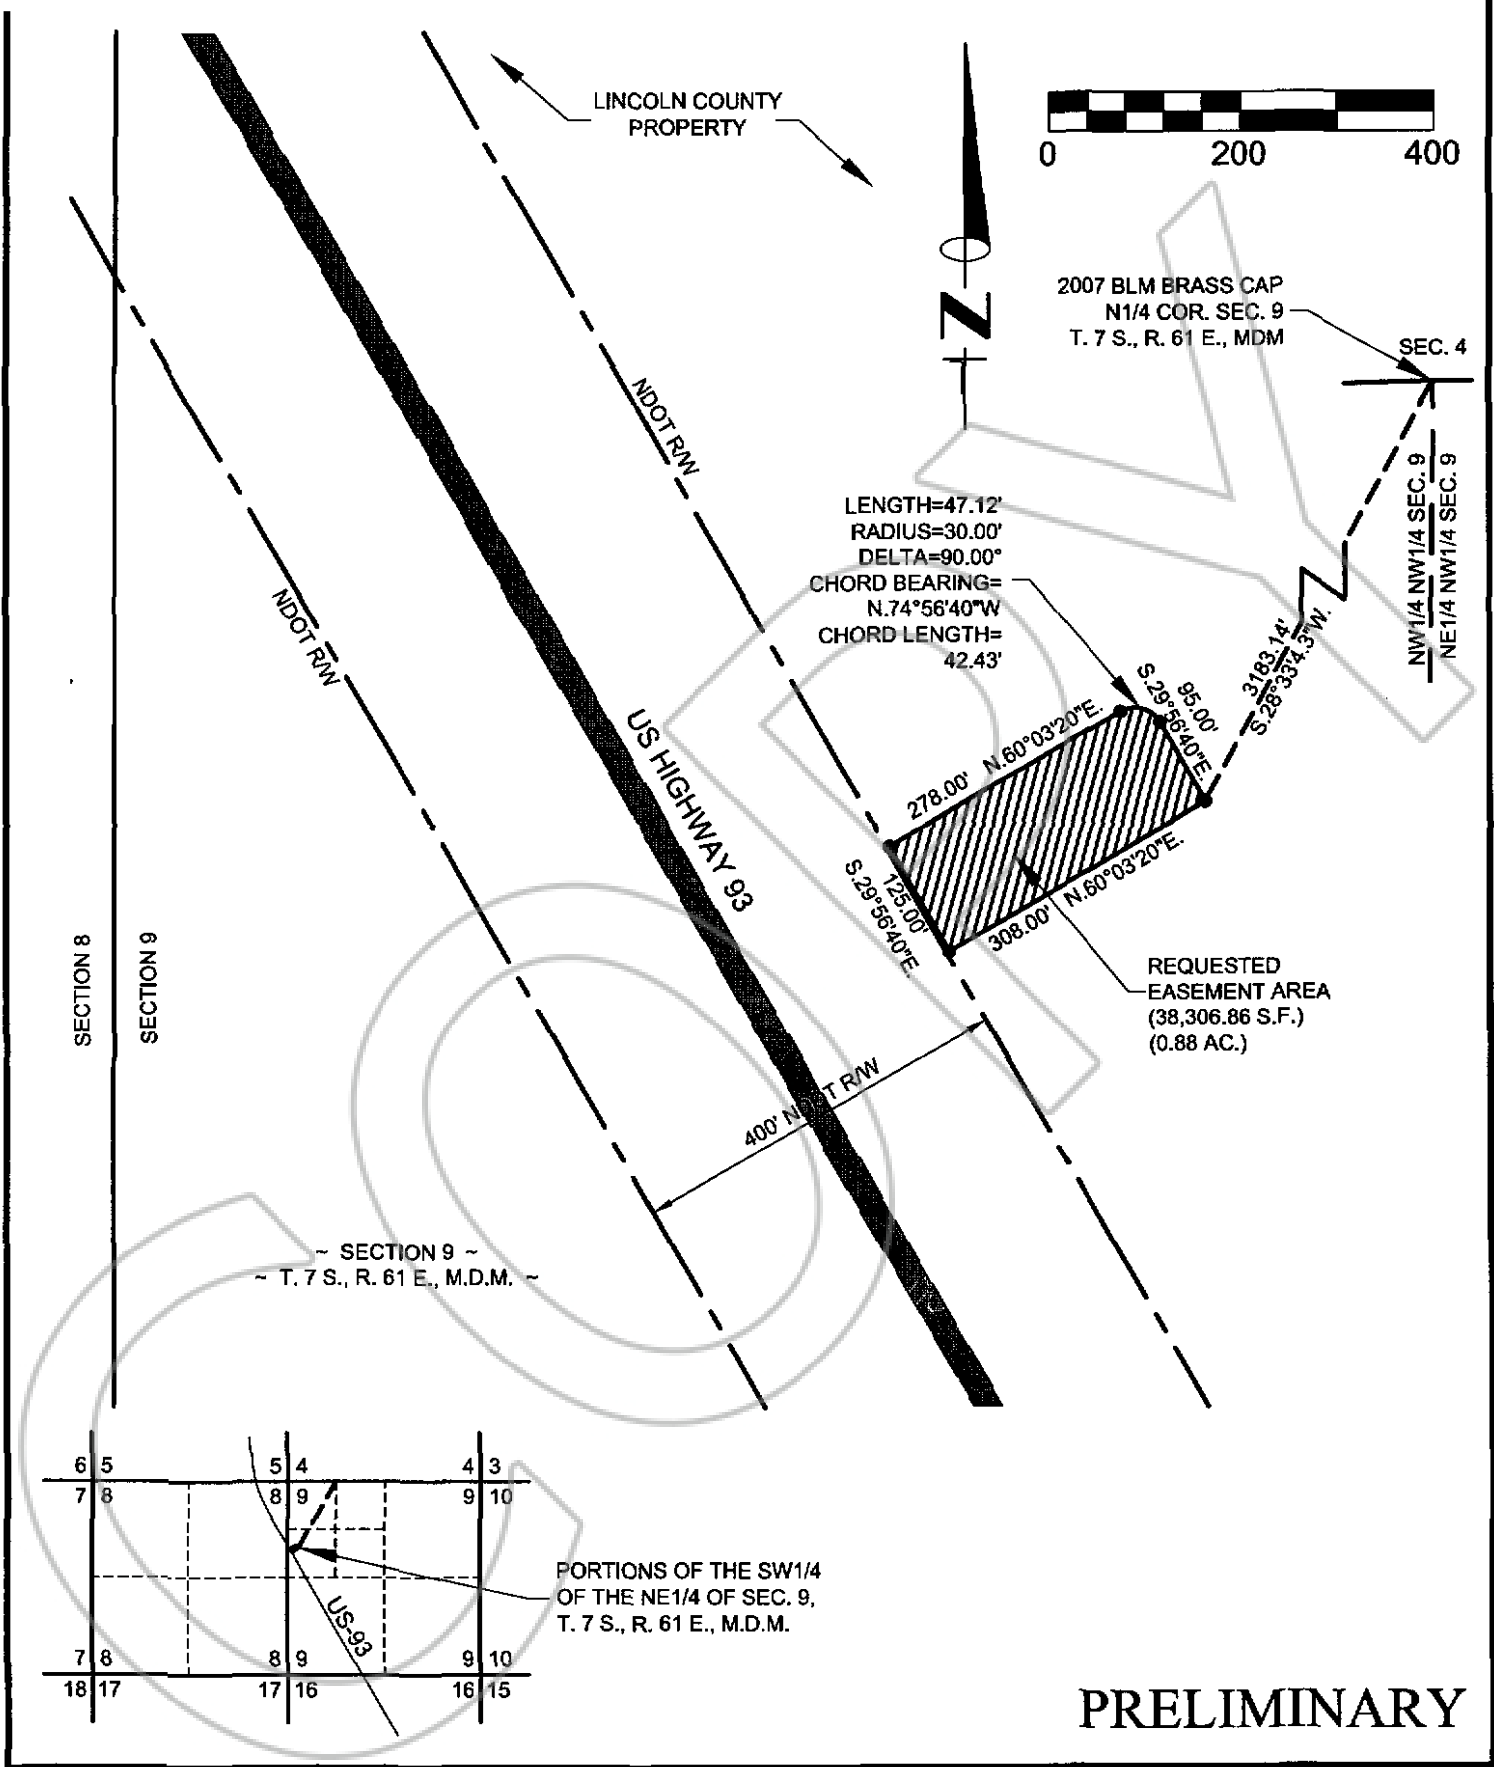 LINCOLN COUNTY
PROPERTY
0 200 400
N
2007 BLM BRASS CAP
N1/4 COR. SEC. 9
T. 7 S., R. 61 E., MDM
SEC. 4
NW1/4 NW1/4 SEC. 9
NE1/4 NW1/4 SEC. 9
NDOT R/W
NDOT R/W
LENGTH=47.12'
RADIUS=30.00'
DELTA=90.00°
CHORD BEARING=
N.74°56'40"W
CHORD LENGTH=
42.43'
3183.14'
S.28°33'4.3"W.
95.00'
S.29°56'40"E.
278.00' N.60°03'20"E.
US HIGHWAY 93
125.00'
S.29°56'40"E.
308.00' N.60°03'20"E.
REQUESTED
EASEMENT AREA
(38,306.86 S.F.)
(0.88 AC.)
SECTION 8
SECTION 9
400' NDOT R/W
~ SECTION 9 ~
~ T. 7 S., R. 61 E., M.D.M. ~
6 5 5 4 4 3
7 8 8 9 9 10
PORTIONS OF THE SW1/4
OF THE NE1/4 OF SEC. 9,
T. 7 S., R. 61 E., M.D.M.
US-93
7 8 8 9 9 10
18 17 17 16 16 15
PRELIMINARY
COPY